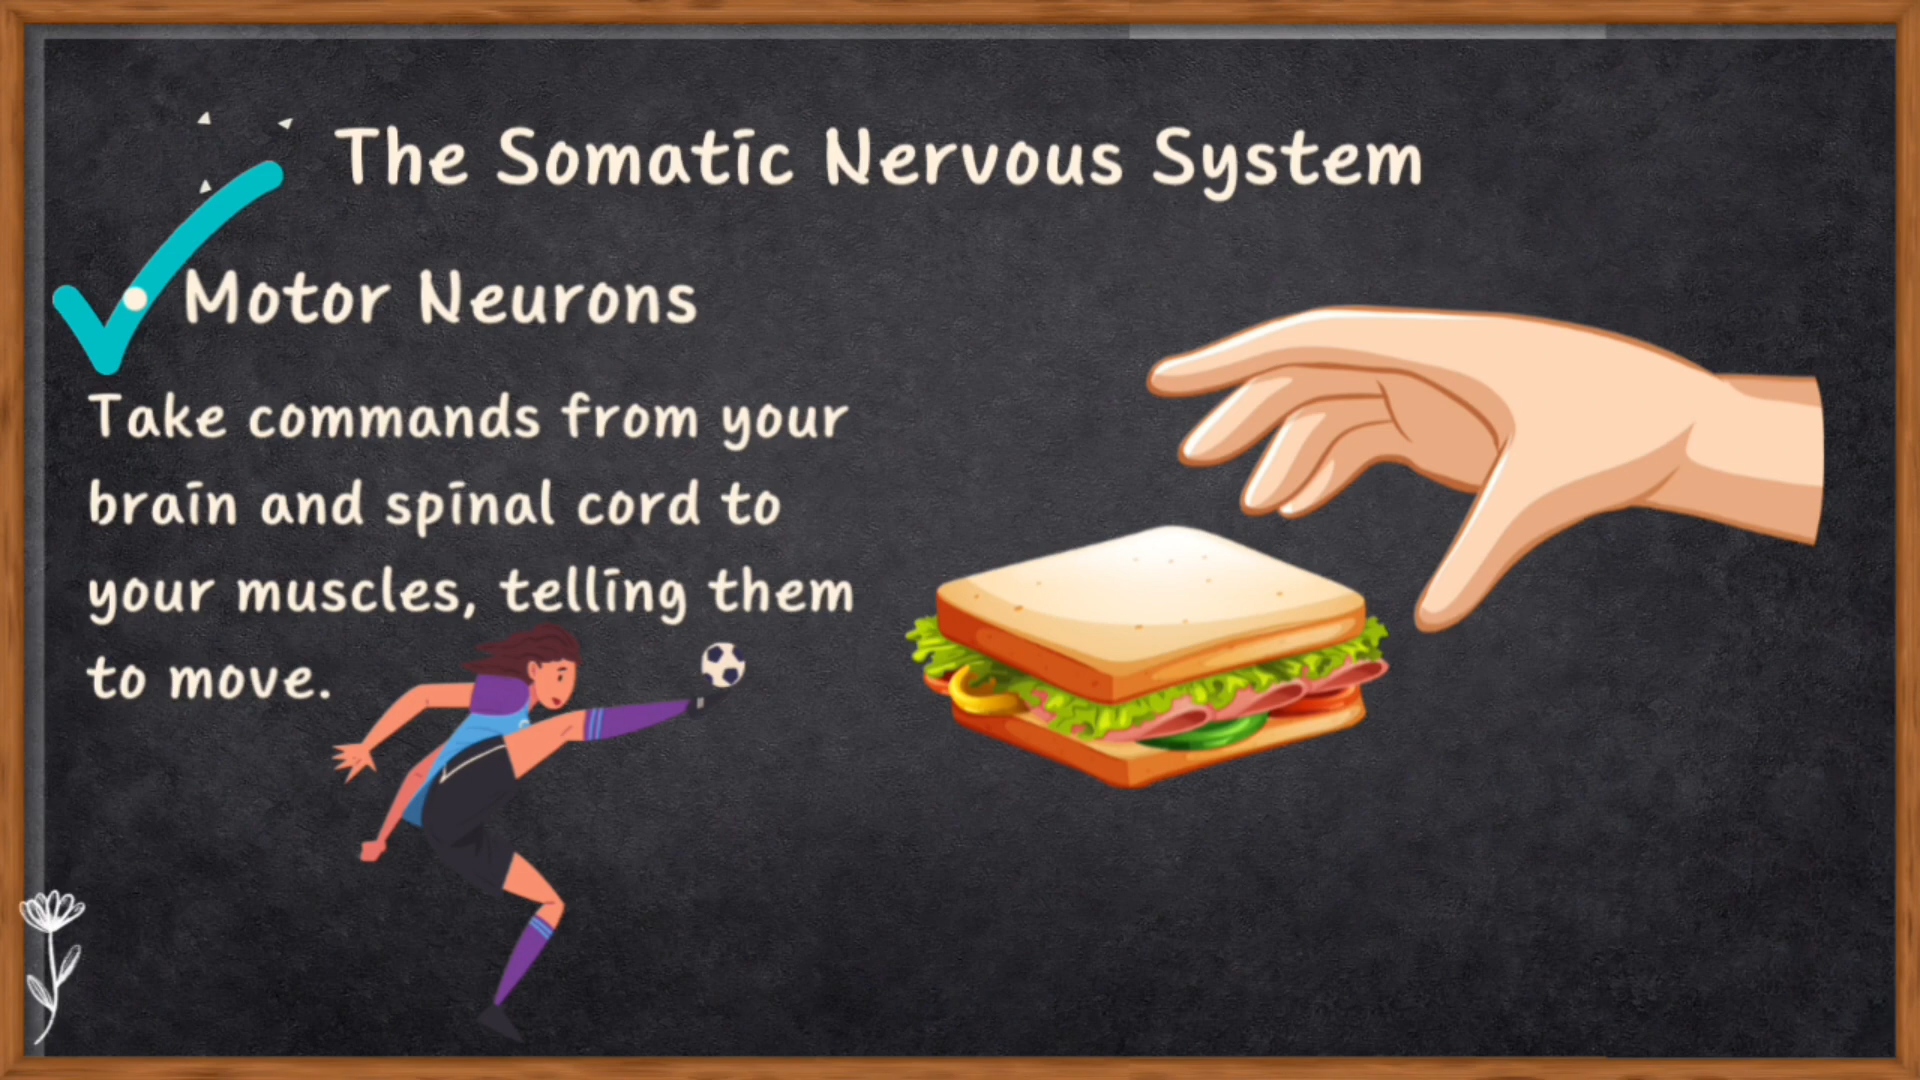 The Somatic Nervous System
• Motor Neurons
Take commands from your
brain and spinal cord to
your muscles, telling them
to move.